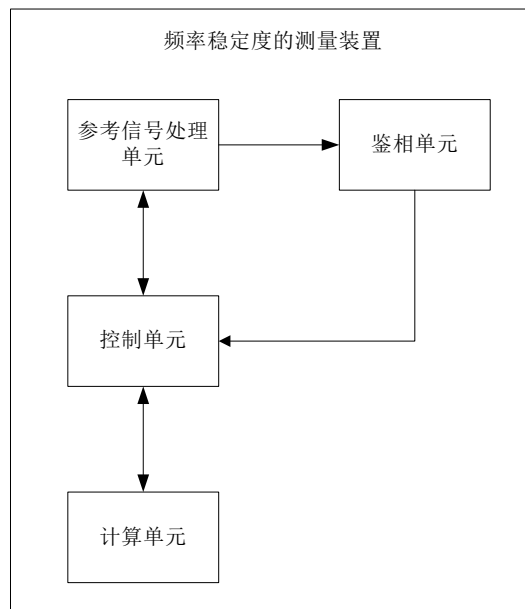 频率稳定度的测量装置
参考信号处理
单元
鉴相单元
控制单元
计算单元